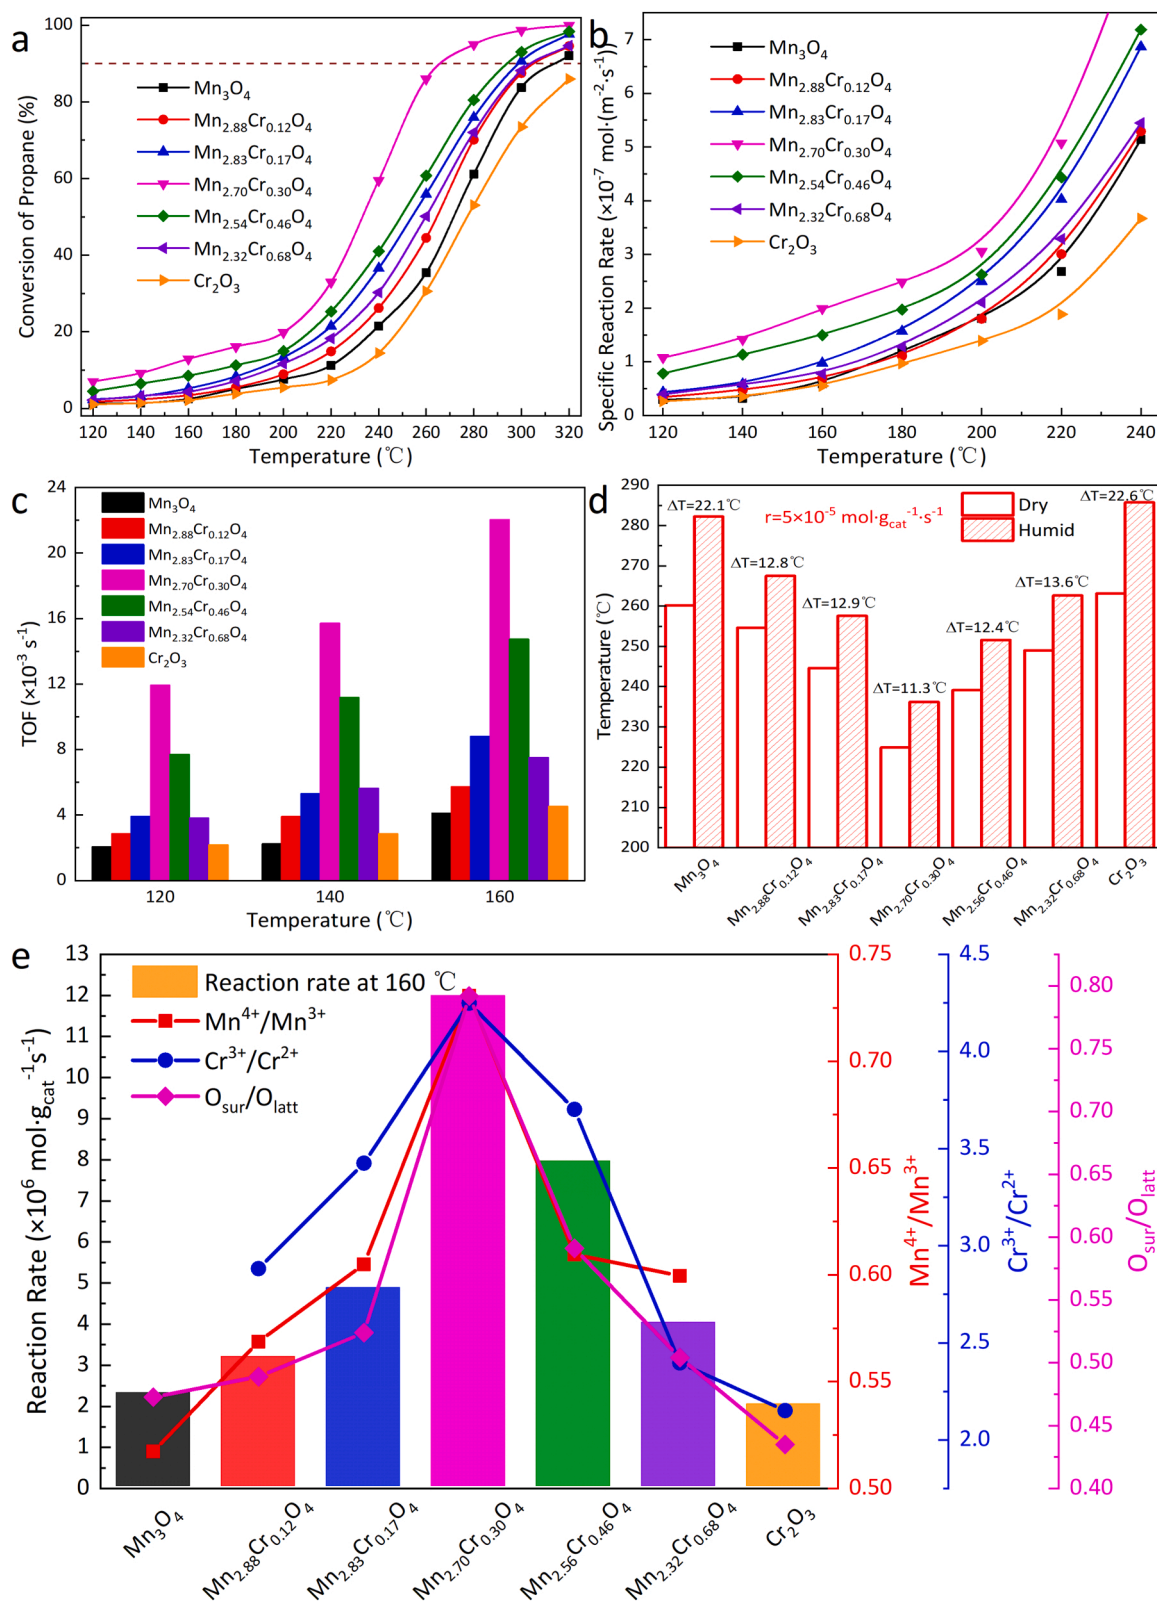 a
Conversion of Propane (%)
100
80
60
40
20
0
Mn3O4
Mn2.88Cr0.12O4
Mn2.83Cr0.17O4
Mn2.70Cr0.30O4
Mn2.54Cr0.46O4
Mn2.32Cr0.68O4
Cr2O3
120 140 160 180 200 220 240 260 280 300 320
Temperature (℃)
b
Specific Reaction Rate (×10-7 mol·(m-2·s-1))
7
6
5
4
3
2
1
0
Mn3O4
Mn2.88Cr0.12O4
Mn2.83Cr0.17O4
Mn2.70Cr0.30O4
Mn2.54Cr0.46O4
Mn2.32Cr0.68O4
Cr2O3
120 140 160 180 200 220 240
Temperature (℃)
c
TOF (×10-3 s-1)
24
20
16
12
8
4
0
Mn3O4
Mn2.88Cr0.12O4
Mn2.83Cr0.17O4
Mn2.70Cr0.30O4
Mn2.54Cr0.46O4
Mn2.32Cr0.68O4
Cr2O3
120 140 160
Temperature (℃)
d
Temperature (℃)
290
280
270
260
250
240
230
220
210
200
r=5×10-5 mol·gcat-1·s-1
Dry
Humid
ΔT=22.1℃
ΔT=12.8℃
ΔT=12.9℃
ΔT=11.3℃
ΔT=12.4℃
ΔT=13.6℃
ΔT=22.6℃
Mn3O4
Mn2.88Cr0.12O4
Mn2.83Cr0.17O4
Mn2.70Cr0.30O4
Mn2.56Cr0.46O4
Mn2.32Cr0.68O4
Cr2O3
e
Reaction Rate (×106 mol·gcat-1s-1)
13
12
11
10
9
8
7
6
5
4
3
2
1
0
Reaction rate at 160 ℃
Mn4+/Mn3+
Cr3+/Cr2+
Osur/Olatt
Mn3O4
Mn2.88Cr0.12O4
Mn2.83Cr0.17O4
Mn2.70Cr0.30O4
Mn2.56Cr0.46O4
Mn2.32Cr0.68O4
Cr2O3
0.75
0.70
0.65
0.60
0.55
0.50
Mn4+/Mn3+
4.5
4.0
4.5
3.0
2.5
2.0
Cr3+/Cr2+
0.80
0.75
0.70
0.65
0.60
0.55
0.50
0.45
0.40
Osur/Olatt